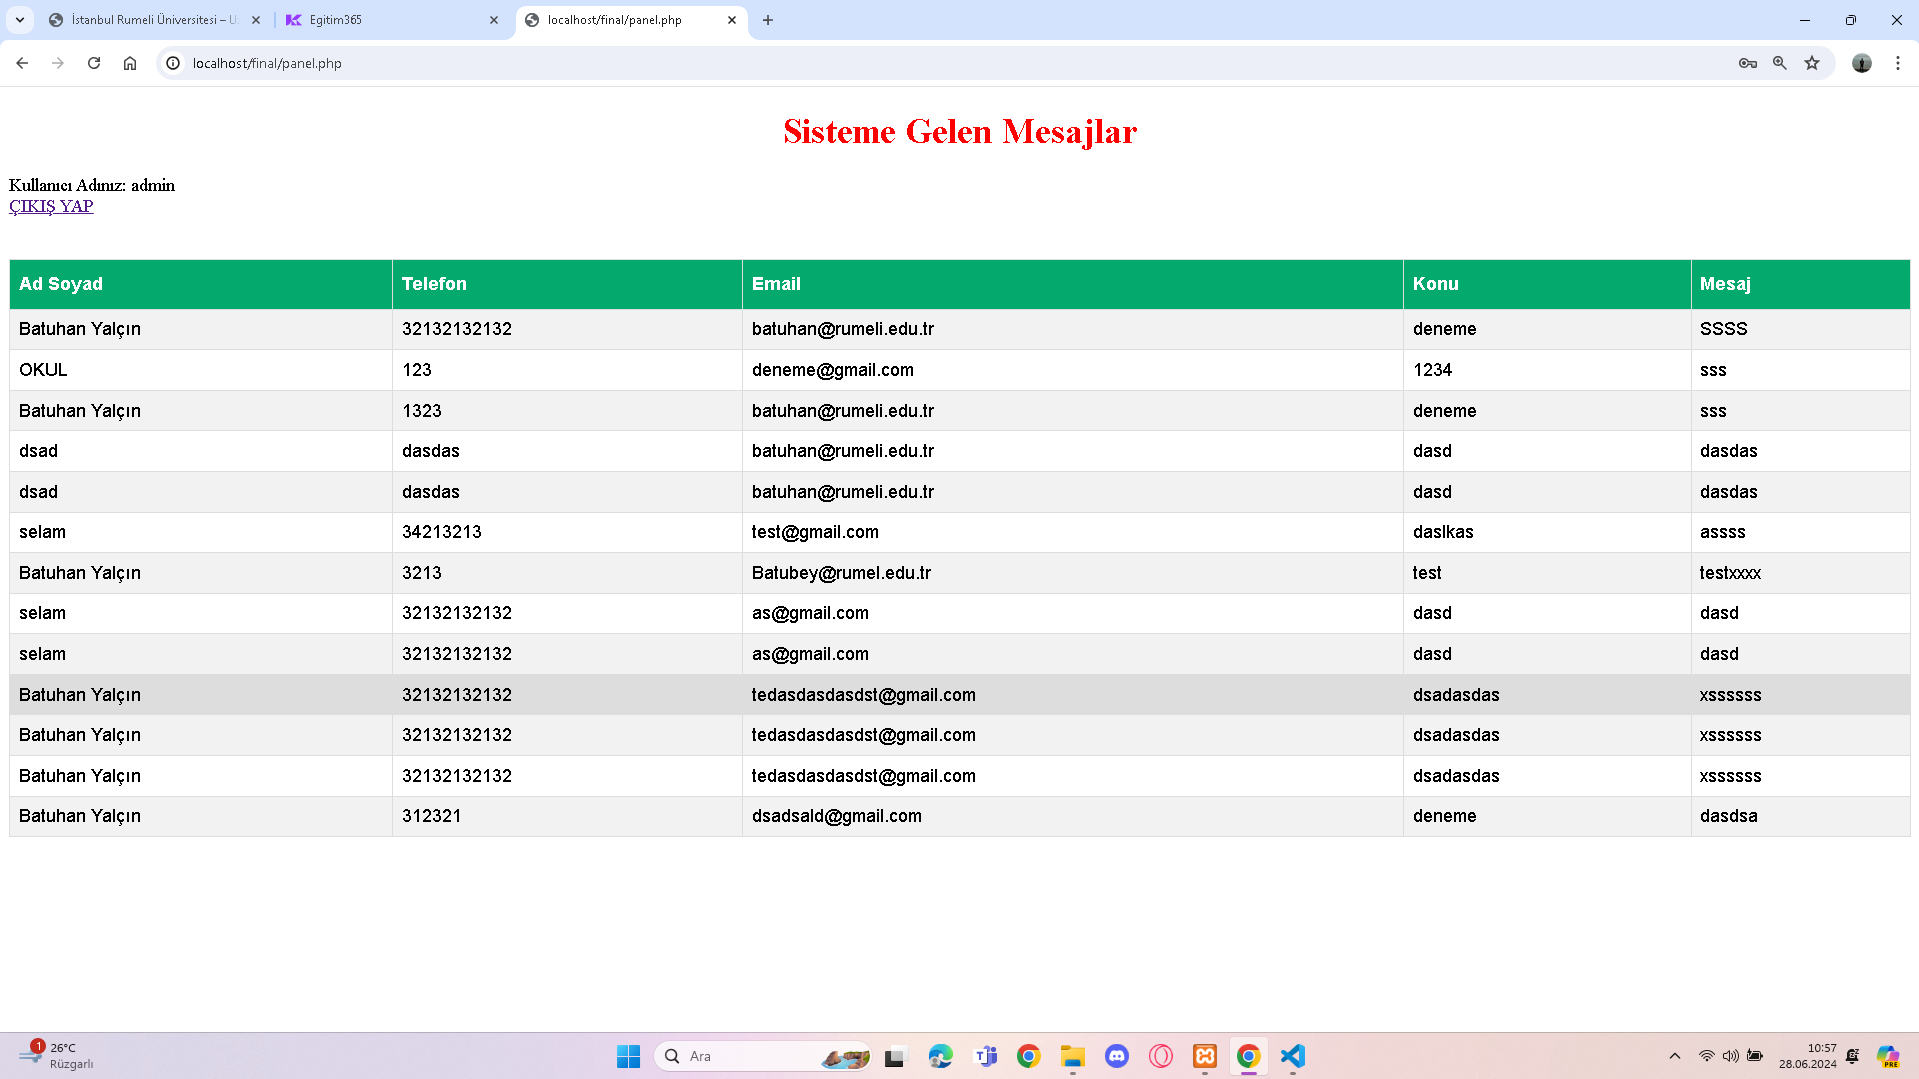 İstanbul Rumeli Üniversitesi – U
Egitim365
localhost/final/panel.php
localhost/final/panel.php
Sisteme Gelen Mesajlar
Kullanıcı Adınız: admin
ÇIKIŞ YAP
Ad Soyad Telefon Email Konu Mesaj
Batuhan Yalçın 32132132132 batuhan@rumeli.edu.tr deneme SSSS
OKUL 123 deneme@gmail.com 1234 sss
Batuhan Yalçın 1323 batuhan@rumeli.edu.tr deneme sss
dsad dasdas batuhan@rumeli.edu.tr dasd dasdas
dsad dasdas batuhan@rumeli.edu.tr dasd dasdas
selam 34213213 test@gmail.com daslkas assss
Batuhan Yalçın 3213 Batubey@rumel.edu.tr test testxxxx
selam 32132132132 as@gmail.com dasd dasd
selam 32132132132 as@gmail.com dasd dasd
Batuhan Yalçın 32132132132 tedasdasdasdst@gmail.com dsadasdas xssssss
Batuhan Yalçın 32132132132 tedasdasdasdst@gmail.com dsadasdas xssssss
Batuhan Yalçın 32132132132 tedasdasdasdst@gmail.com dsadasdas xssssss
Batuhan Yalçın 312321 dsadsald@gmail.com deneme dasdsa
1
26°C
Rüzgarlı
Ara
10:57
28.06.2024
PRE